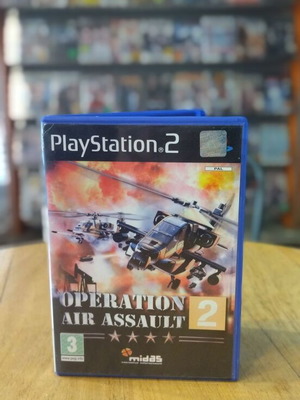 PlayStation®2
PAL
OPERATION
AIR ASSAULT 2
3
midas